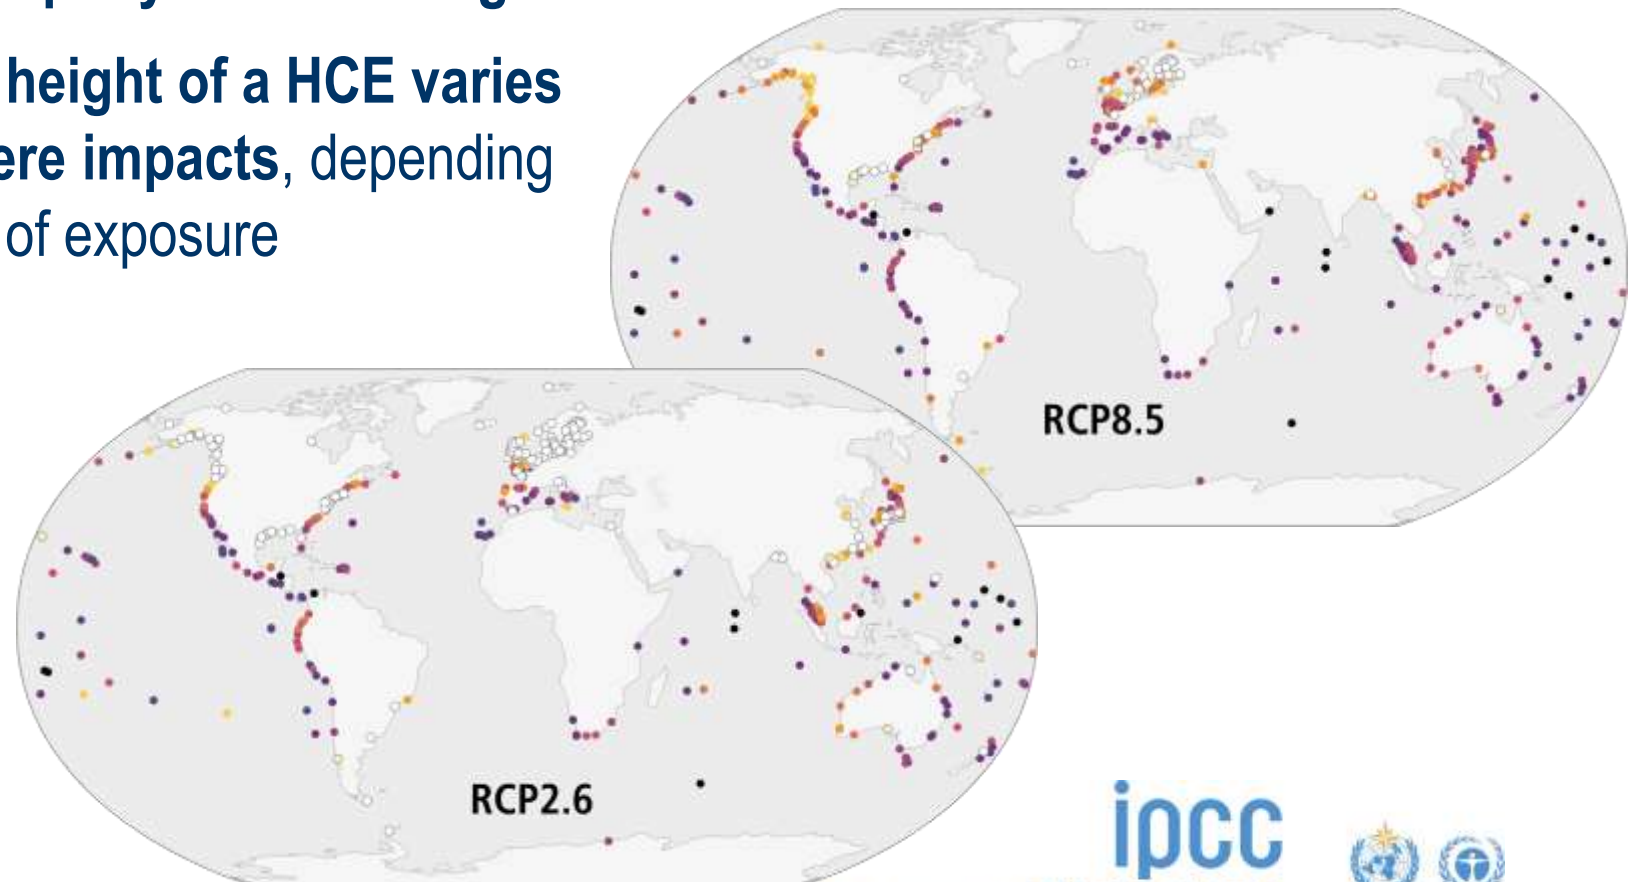 height of a HCE varies
ere impacts, depending
of exposure
RCP8.5
RCP2.6
ipcc